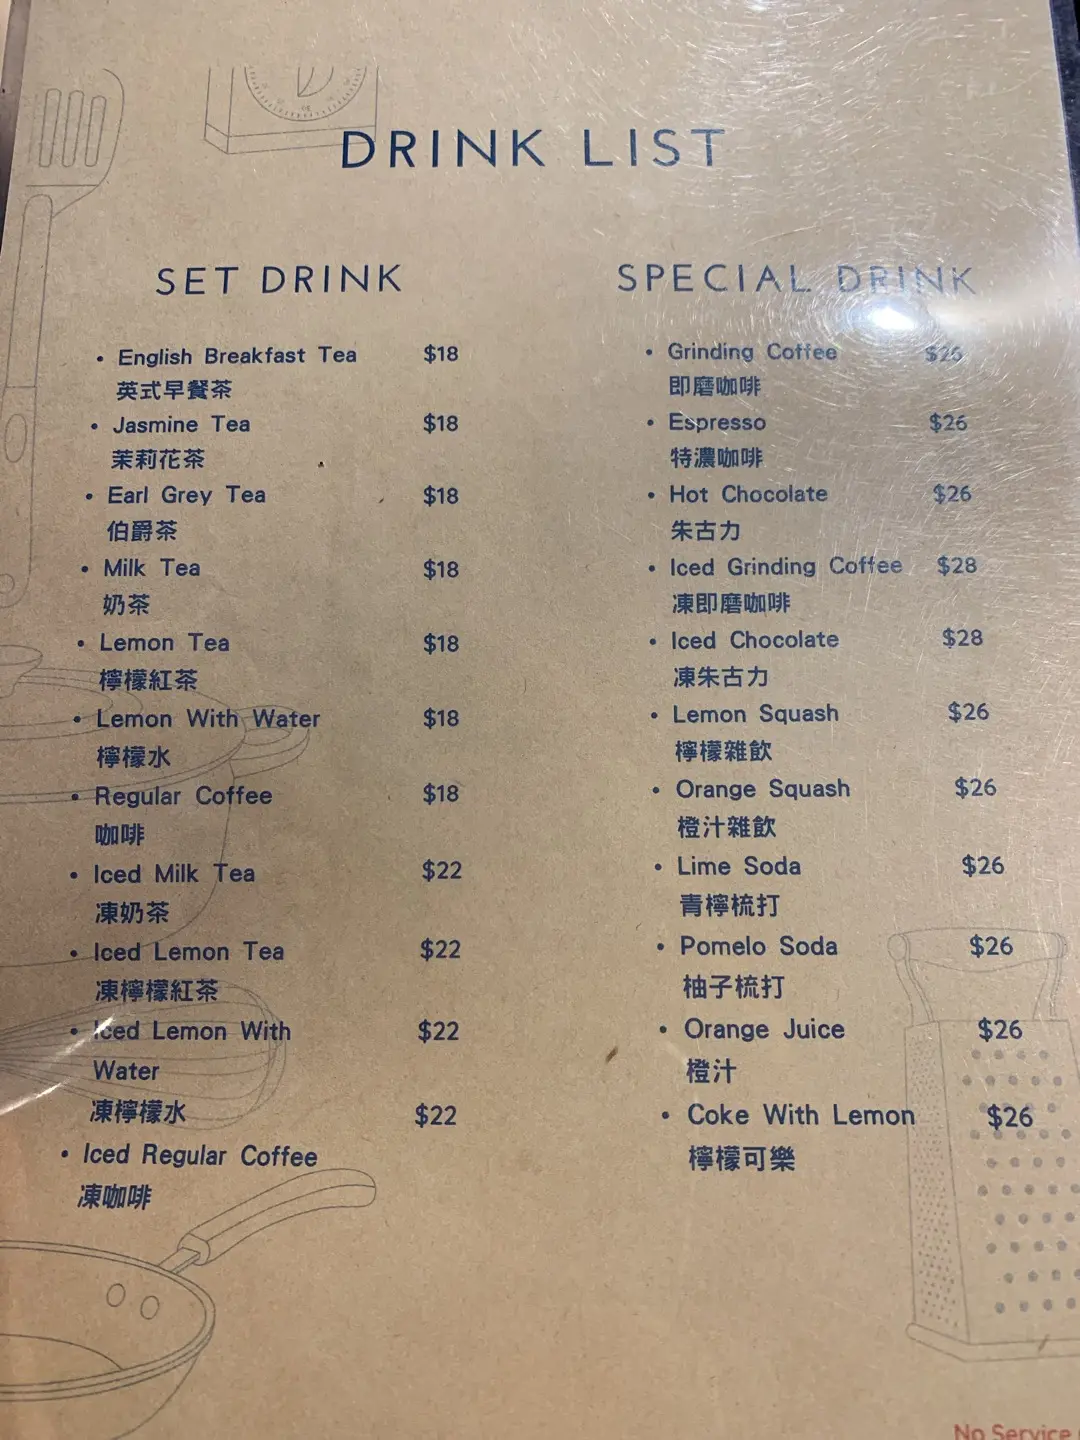 DRINK LIST
SET DRINK
• English Breakfast Tea $18
英式早餐茶
• Jasmine Tea $18
茉莉花茶
• Earl Grey Tea $18
伯爵茶
• Milk Tea $18
奶茶
• Lemon Tea $18
檸檬紅茶
• Lemon With Water $18
檸檬水
• Regular Coffee $18
咖啡
• Iced Milk Tea $22
凍奶茶
• Iced Lemon Tea $22
凍檸檬紅茶
• Iced Lemon With $22
Water
凍檸檬水 $22
• Iced Regular Coffee
凍咖啡
SPECIAL DRINK
• Grinding Coffee $26
即磨咖啡
• Espresso $26
特濃咖啡
• Hot Chocolate $26
朱古力
• Iced Grinding Coffee $28
凍即磨咖啡
• Iced Chocolate $28
凍朱古力
• Lemon Squash $26
檸檬雜飲
• Orange Squash $26
橙汁雜飲
• Lime Soda $26
青檸梳打
• Pomelo Soda $26
柚子梳打
• Orange Juice $26
橙汁
• Coke With Lemon $26
檸檬可樂
No Service